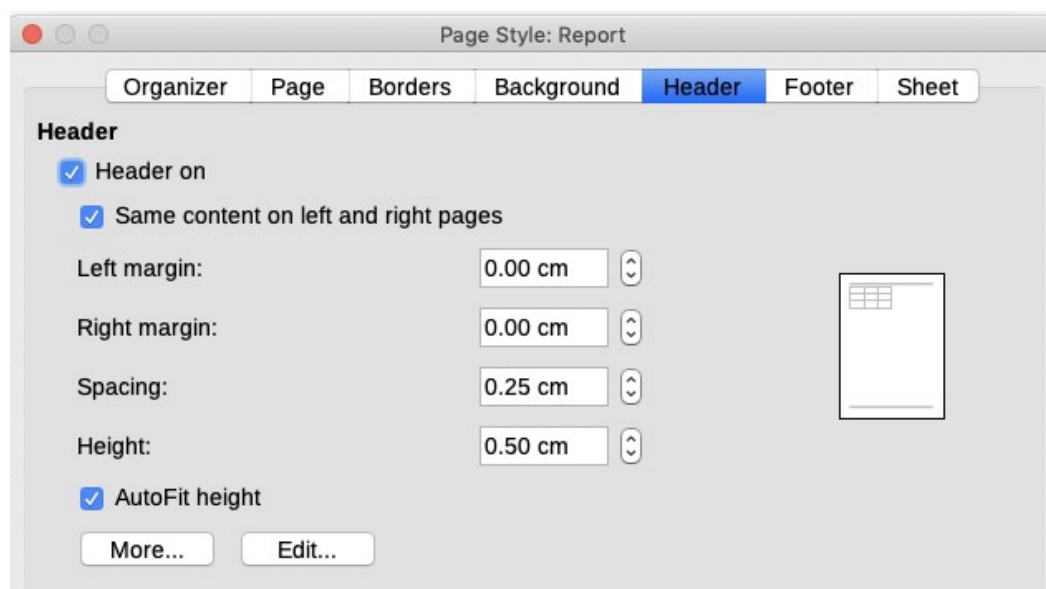 Page Style: Report
Organizer Page Borders Background Header Footer Sheet
Header
Header on
Same content on left and right pages
Left margin: 0.00 cm
Right margin: 0.00 cm
Spacing: 0.25 cm
Height: 0.50 cm
AutoFit height
More... Edit...